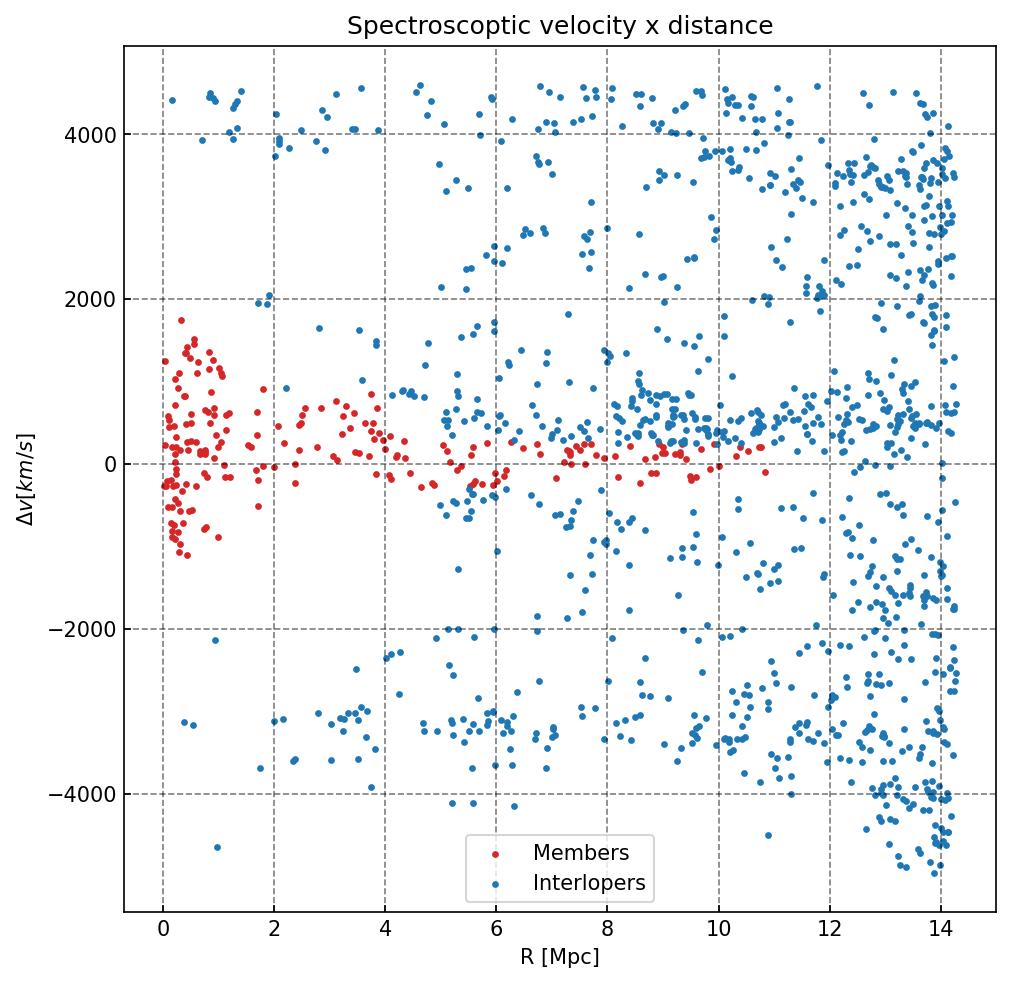 Spectroscoptic velocity x distance
4000
2000
0
−2000
−4000
Δv[km/s]
Members
Interlopers
0 2 4 6 8 10 12 14
R [Mpc]